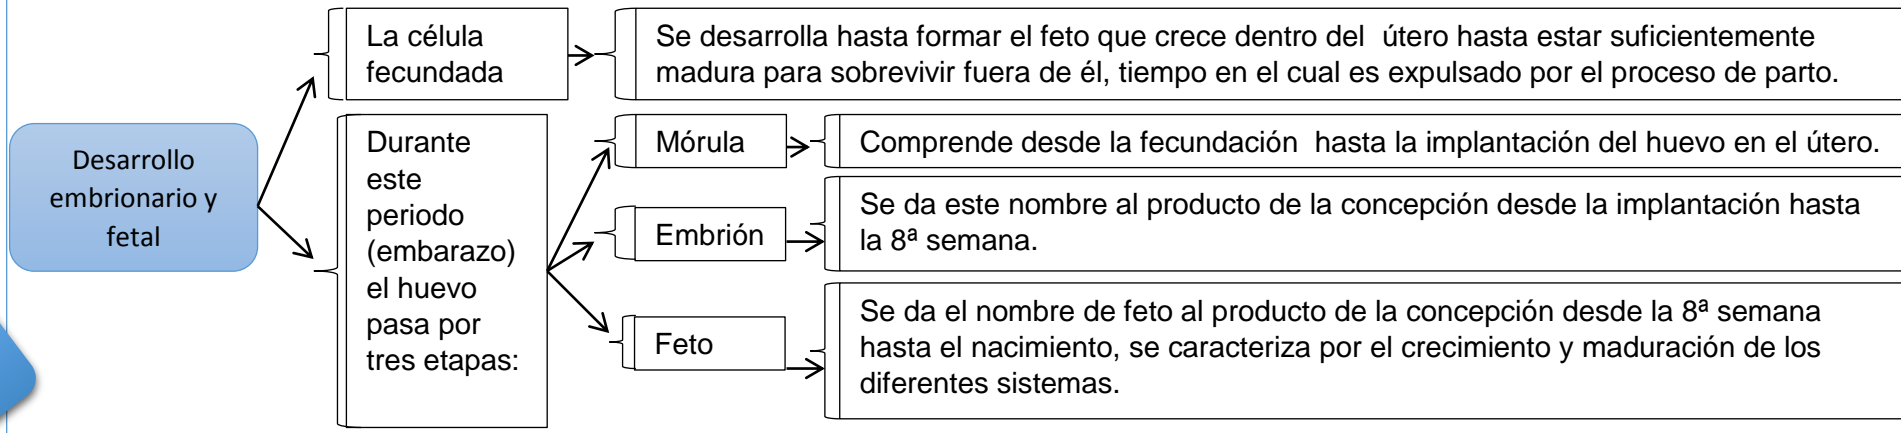 Desarrollo
embrionario y
fetal
La célula
fecundada
Se desarrolla hasta formar el feto que crece dentro del útero hasta estar suficientemente
madura para sobrevivir fuera de él, tiempo en el cual es expulsado por el proceso de parto.
Durante
este
periodo
(embarazo)
el huevo
pasa por
tres etapas:
Mórula
Comprende desde la fecundación hasta la implantación del huevo en el útero.
Embrión
Se da este nombre al producto de la concepción desde la implantación hasta
la 8ª semana.
Feto
Se da el nombre de feto al producto de la concepción desde la 8ª semana
hasta el nacimiento, se caracteriza por el crecimiento y maduración de los
diferentes sistemas.